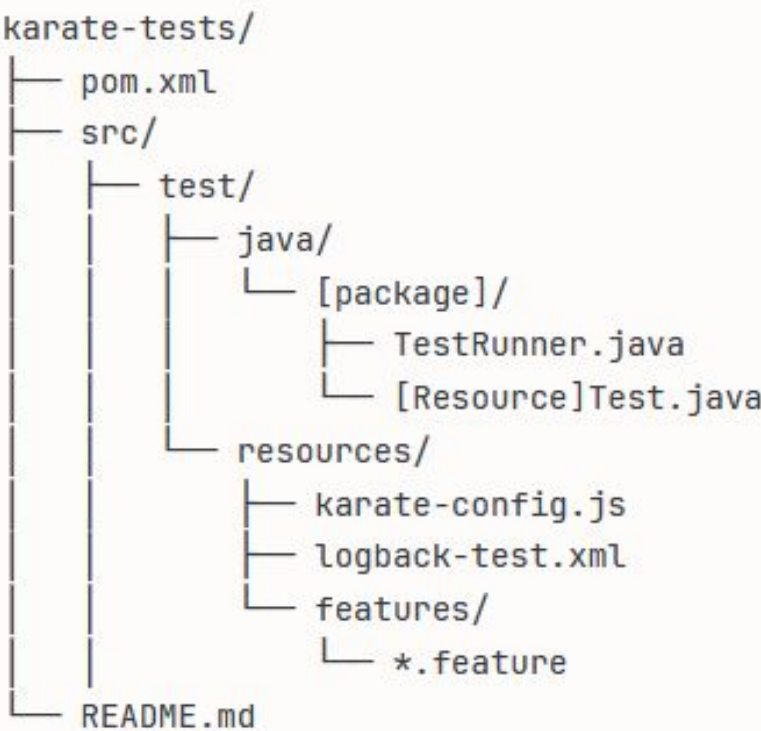 karate-tests/
├── pom.xml
├── src/
│   ├── test/
│   │   ├── java/
│   │   │   └── [package]/
│   │   │       ├── TestRunner.java
│   │   │       └── [Resource]Test.java
│   │   └── resources/
│   │       ├── karate-config.js
│   │       ├── logback-test.xml
│   │       └── features/
│   │           └── *.feature
└── README.md